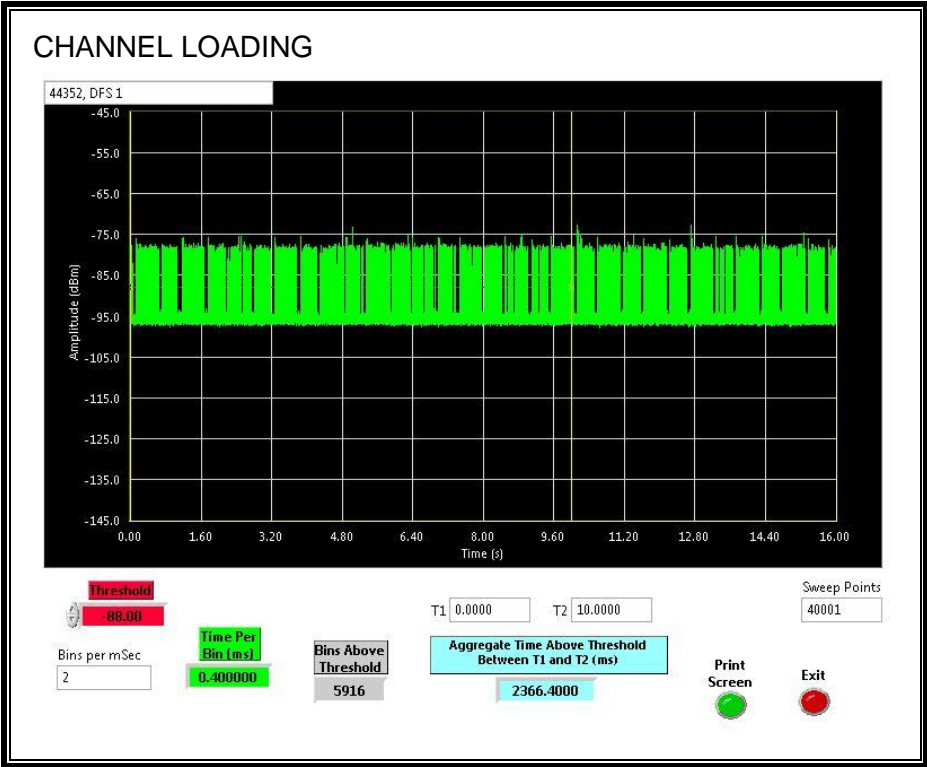 CHANNEL LOADING
44352, DFS 1
-45.0
-55.0
-65.0
-75.0
-85.0
-95.0
-105.0
-115.0
-125.0
-135.0
-145.0
Amplitude (dBm)
0.00 1.60 3.20 4.80 6.40 8.00 9.60 11.20 12.80 14.40 16.00
Time (s)
Threshold
-88.00
Bins per mSec
2
Time Per
Bin (ms)
0.400000
Bins Above
Threshold
5916
T1 0.0000 T2 10.0000
Aggregate Time Above Threshold
Between T1 and T2 (ms)
2366.4000
Sweep Points
40001
Print
Screen
Exit